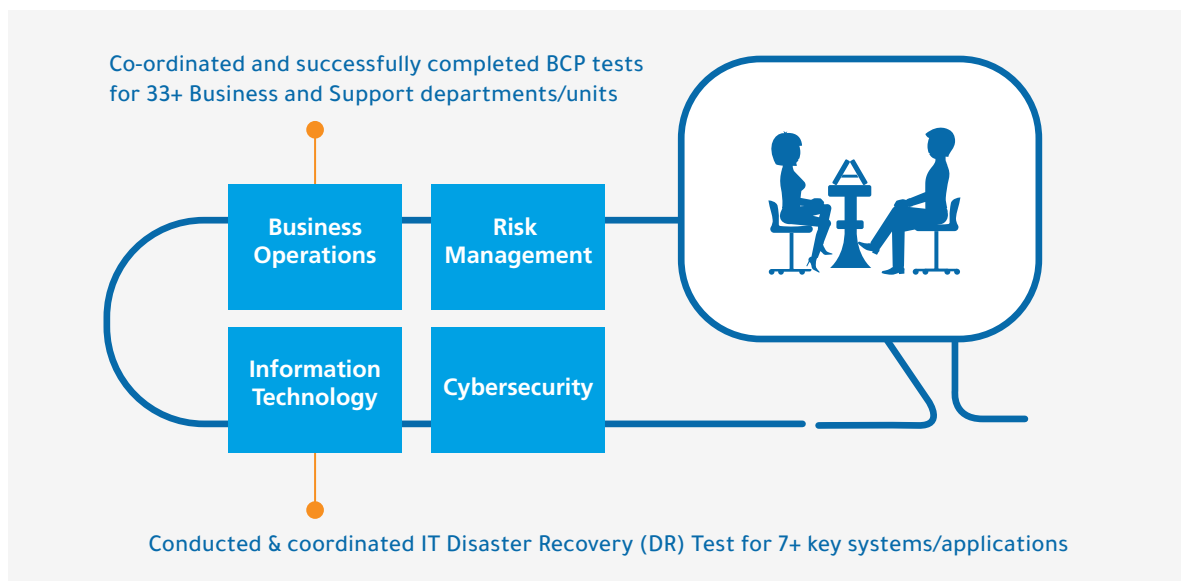 Co-ordinated and successfully completed BCP tests
for 33+ Business and Support departments/units
Business
Operations
Risk
Management
Information
Technology
Cybersecurity
Conducted & coordinated IT Disaster Recovery (DR) Test for 7+ key systems/applications